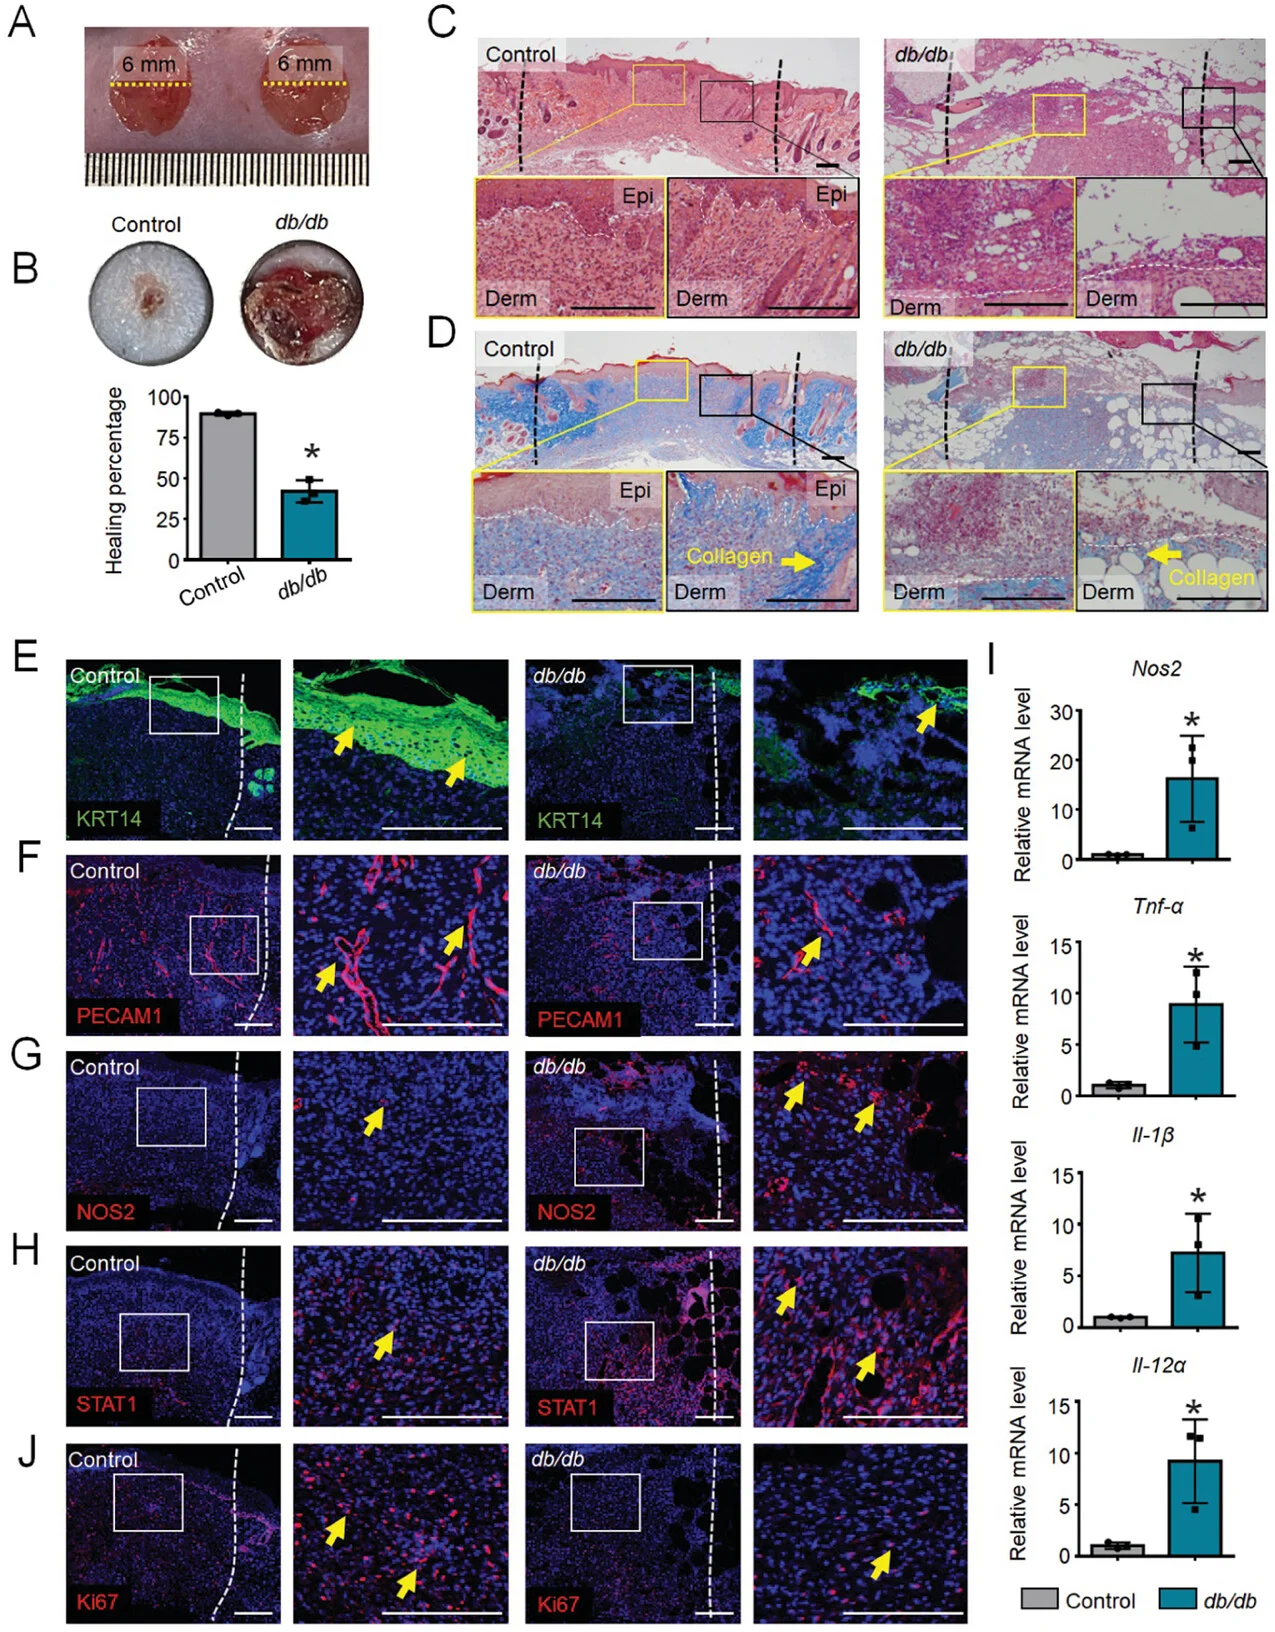 A
6 mm
6 mm
B
Control
db/db
Healing percentage
100
75
50
25
0
*
Control
db/db
C
Control
db/db
Epi
Epi
Derm
Derm
Derm
Derm
D
Control
db/db
Epi
Epi
Collagen
Collagen
Derm
Derm
Derm
Derm
E
Control
db/db
KRT14
KRT14
F
Control
db/db
PECAM1
PECAM1
G
Control
db/db
NOS2
NOS2
H
Control
db/db
STAT1
STAT1
I
Nos2
Relative mRNA level
30
20
10
0
*
Tnf-α
Relative mRNA level
15
10
5
0
*
Il-1β
Relative mRNA level
15
10
5
0
*
Il-12α
Relative mRNA level
15
10
5
0
*
Control
db/db
J
Control
db/db
Ki67
Ki67